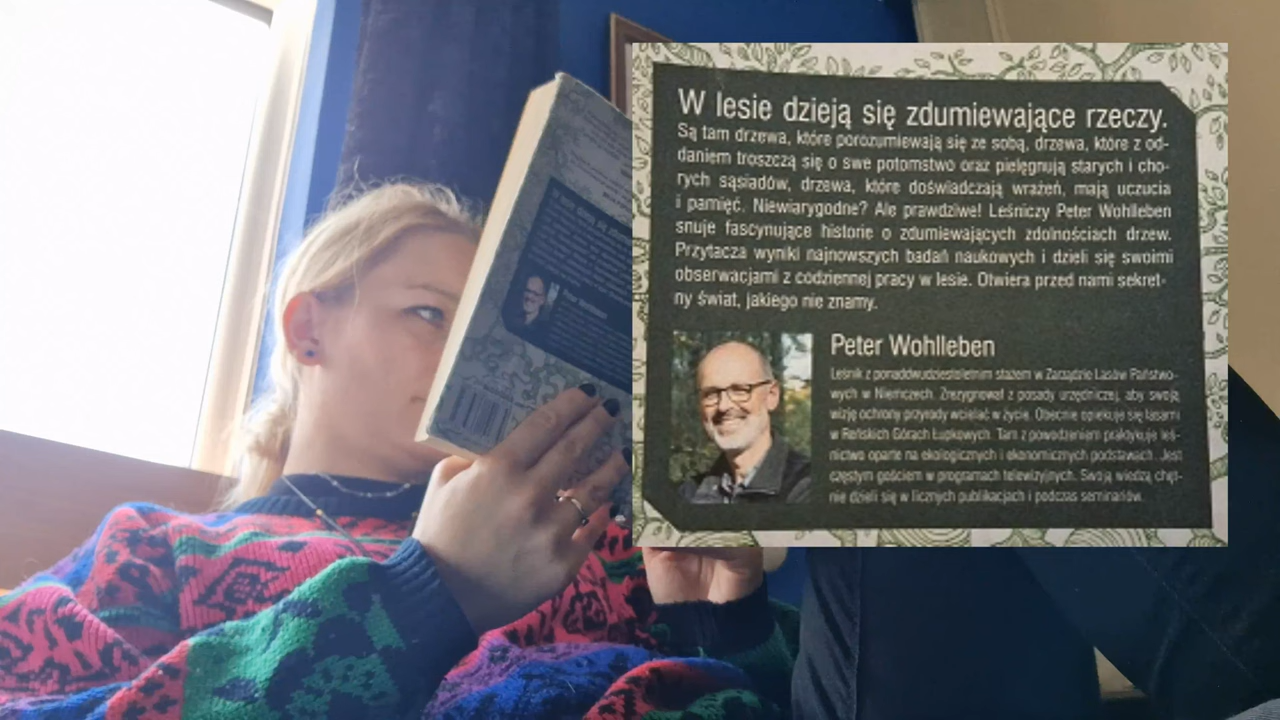 W lesie dzieją się zdumiewające rzeczy.
Są tam drzewa, które porozumiewają się ze sobą, drzewa, które z od-
daniem troszczą się o swe potomstwo oraz pielęgnują starych i cho-
rych sąsiadów, drzewa, które doświadczają wrażeń, mają uczucia
i pamięć. Niewiarygodne? Ale prawdziwe! Leśniczy Peter Wohlleben
snuje fascynujące historie o zdumiewających zdolnościach drzew.
Przytacza wyniki najnowszych badań naukowych i dzieli się swoimi
obserwacjami z codziennej pracy w lesie. Otwiera przed nami sekret-
ny świat, jakiego nie znamy.
Peter Wohlleben
Leśnik z ponaddwudziestoletnim stażem w Zarządzie Lasów Państwo-
wych w Niemczech. Zrezygnował z posady urzędniczej, aby swoją
wizję ochrony przyrody wcielać w życie. Obecnie opiekuje się lasami
w Reńskich Górach Łupkowych. Tam z powodzeniem praktykuje leś-
nictwo oparte na ekologicznych i ekonomicznych podstawach. Jest
częstym gościem w programach telewizyjnych. Swoją wiedzą chęt-
nie dzieli się w licznych publikacjach i podczas seminariów.